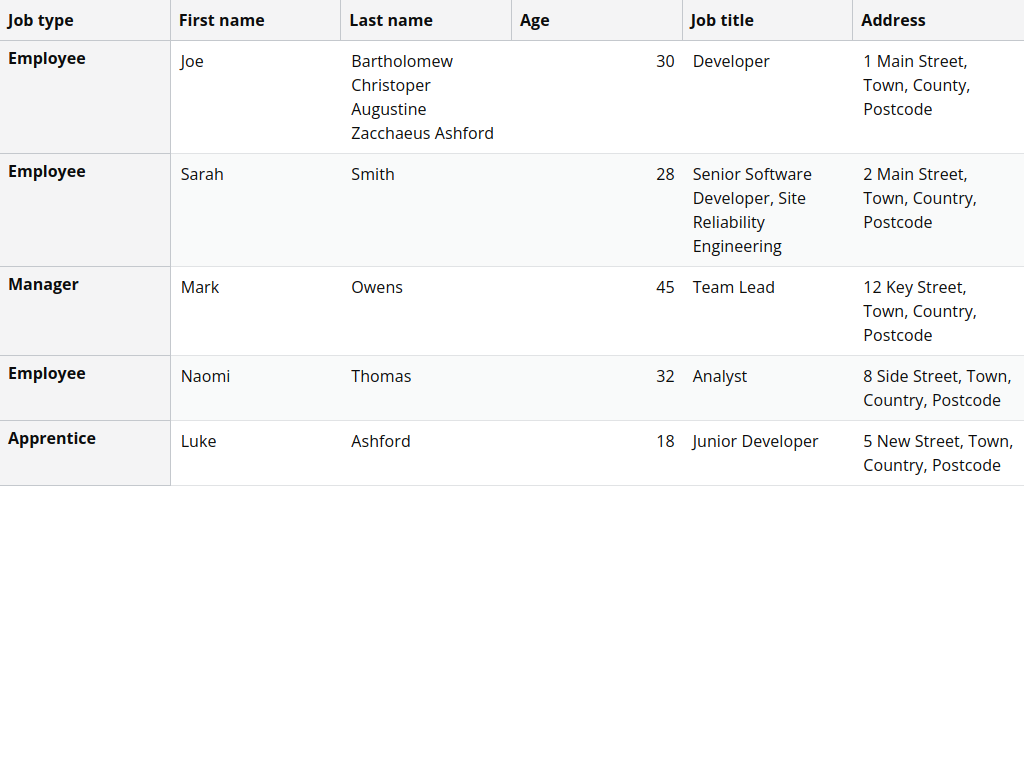 Job type First name Last name Age Job title Address
Employee Joe Bartholomew 30 Developer 1 Main Street,
Christoper Town, County,
Augustine Postcode
Zacchaeus Ashford
Employee Sarah Smith 28 Senior Software 2 Main Street,
Developer, Site Town, Country,
Reliability Postcode
Engineering
Manager Mark Owens 45 Team Lead 12 Key Street,
Town, Country,
Postcode
Employee Naomi Thomas 32 Analyst 8 Side Street, Town,
Country, Postcode
Apprentice Luke Ashford 18 Junior Developer 5 New Street, Town,
Country, Postcode